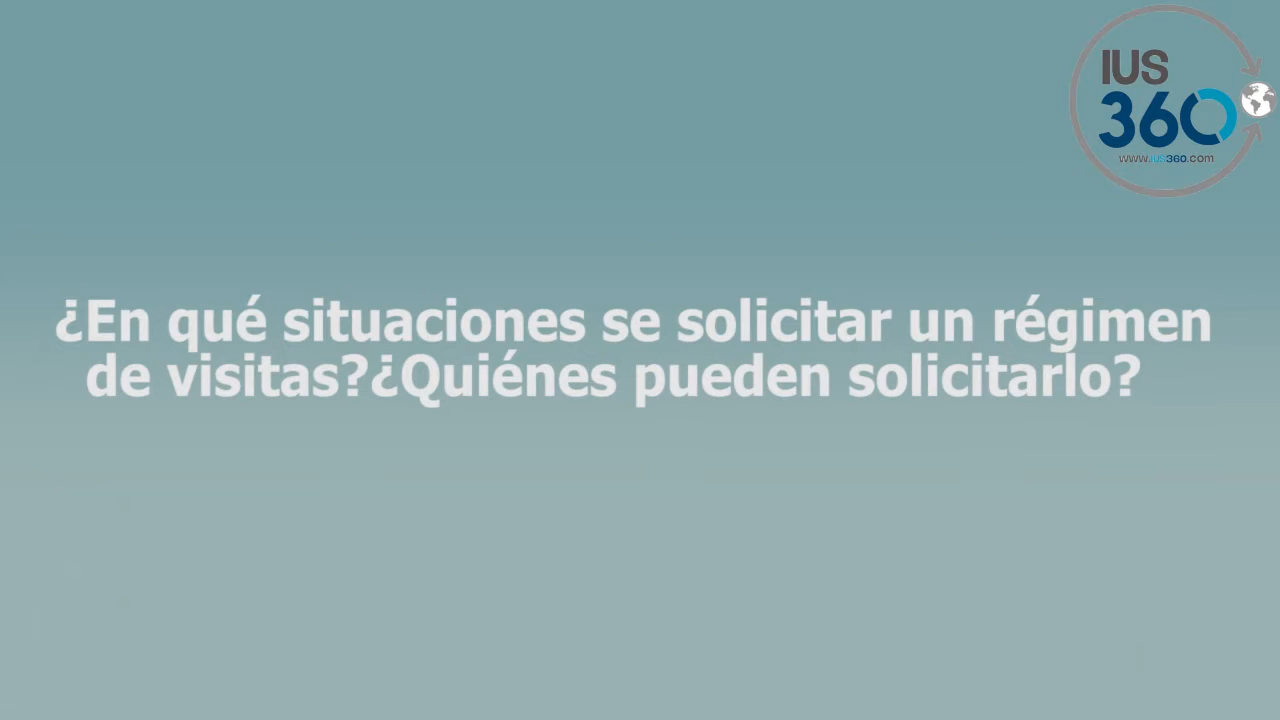 IUS
360
www.ius360.com
¿En qué situaciones se solicitar un régimen
de visitas?¿Quiénes pueden solicitarlo?